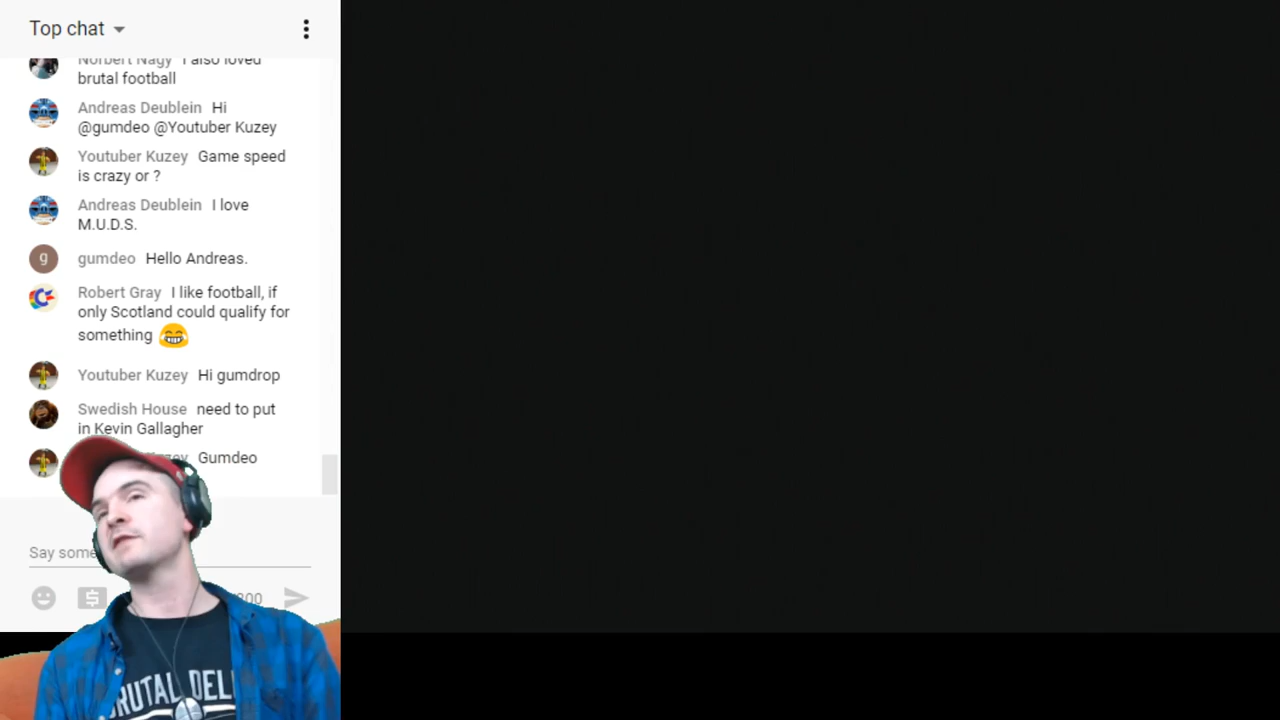 Top chat
Norbert Nagy I also loved
brutal football
Andreas Deublein Hi
@gumdeo @Youtuber Kuzey
Youtuber Kuzey Game speed
is crazy or ?
Andreas Deublein I love
M.U.D.S.
g
gumdeo Hello Andreas.
Robert Gray I like football, if
only Scotland could qualify for
something
Youtuber Kuzey Hi gumdrop
Swedish House need to put
in Kevin Gallagher
Gumdeo
Say some
$
BRUTAL DEL